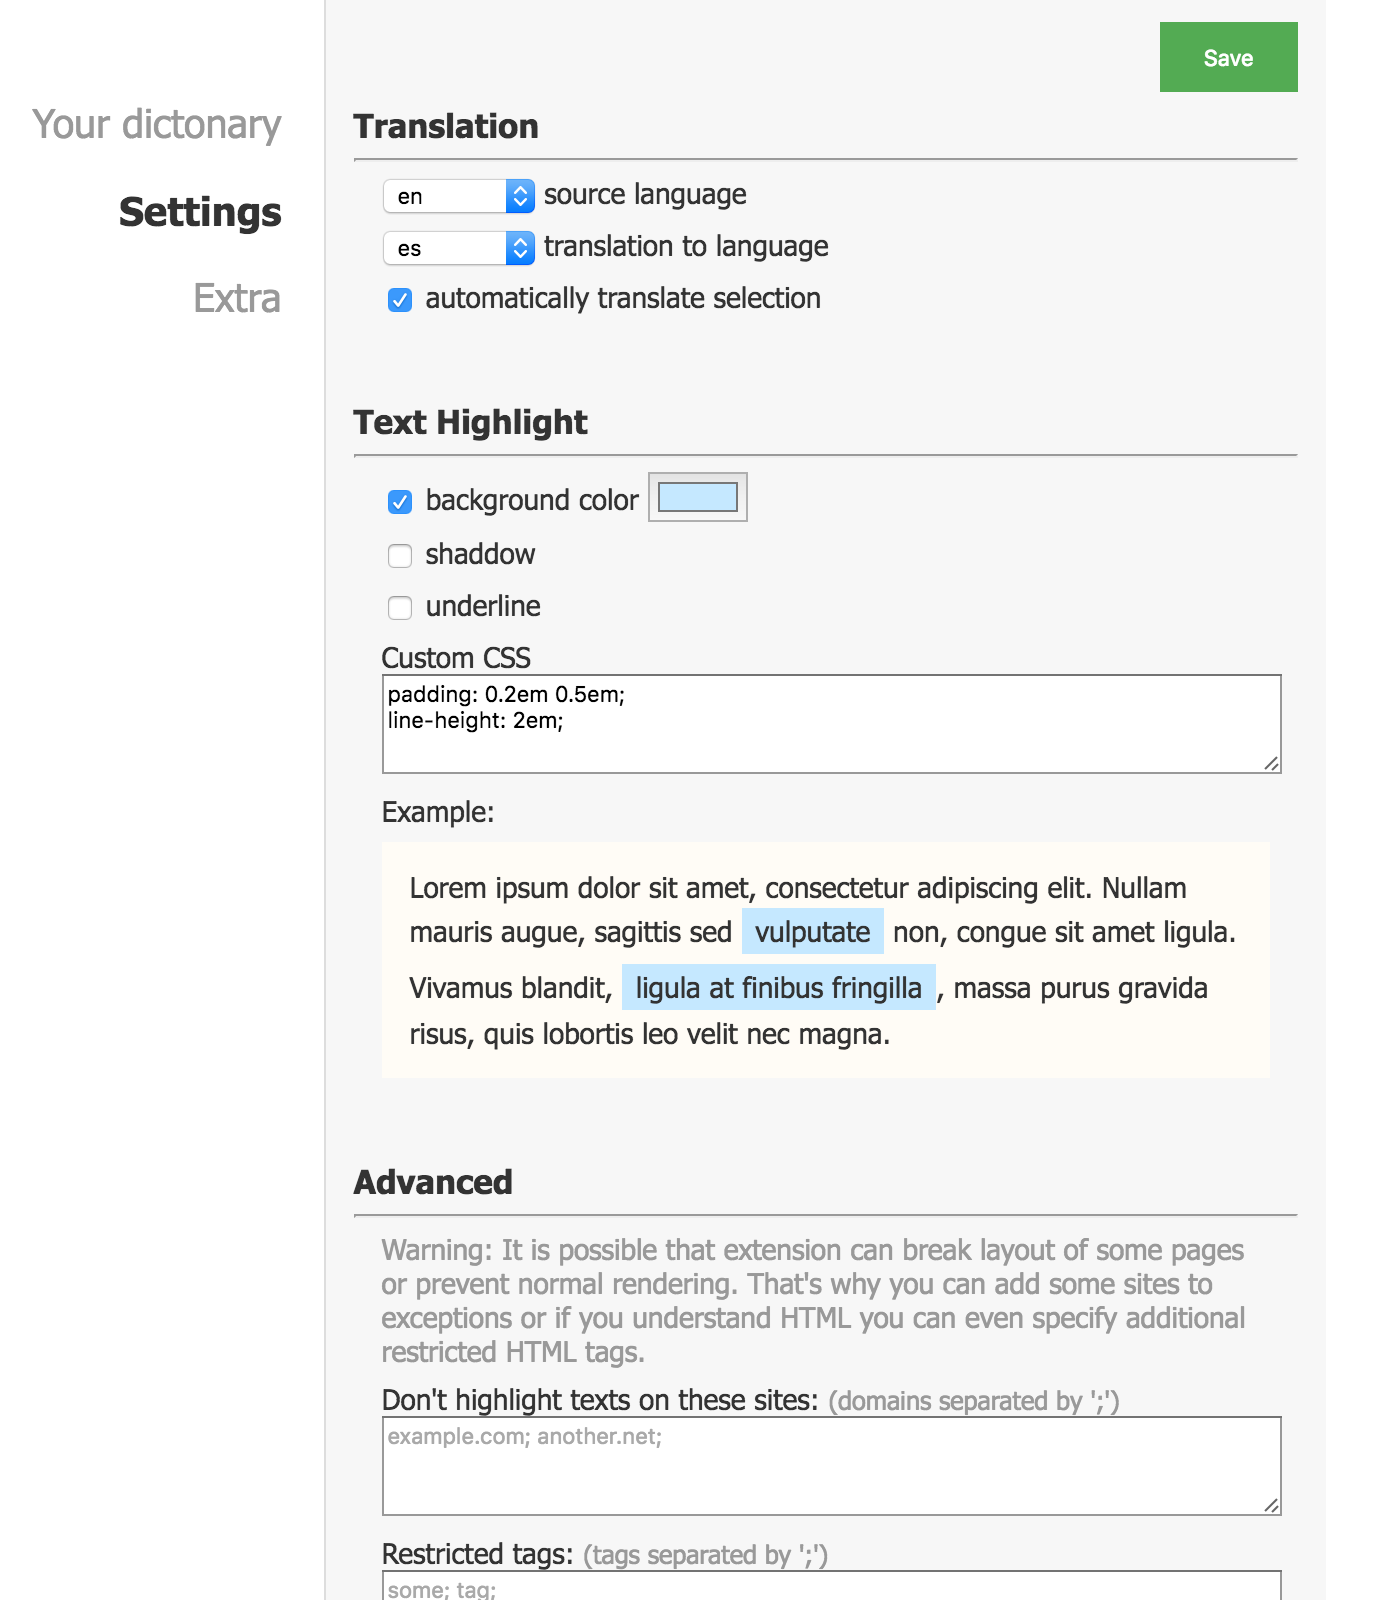 Save
Your dictonary
Settings
Extra
Translation
en source language
es translation to language
automatically translate selection
Text Highlight
background color
shaddow
underline
Custom CSS
padding: 0.2em 0.5em;
line-height: 2em;
Example:
Lorem ipsum dolor sit amet, consectetur adipiscing elit. Nullam
mauris augue, sagittis sed vulputate non, congue sit amet ligula.
Vivamus blandit, ligula at finibus fringilla, massa purus gravida
risus, quis lobortis leo velit nec magna.
Advanced
Warning: It is possible that extension can break layout of some pages
or prevent normal rendering. That's why you can add some sites to
exceptions or if you understand HTML you can even specify additional
restricted HTML tags.
Don't highlight texts on these sites: (domains separated by ';')
example.com; another.net;
Restricted tags: (tags separated by ';')
some; tag;